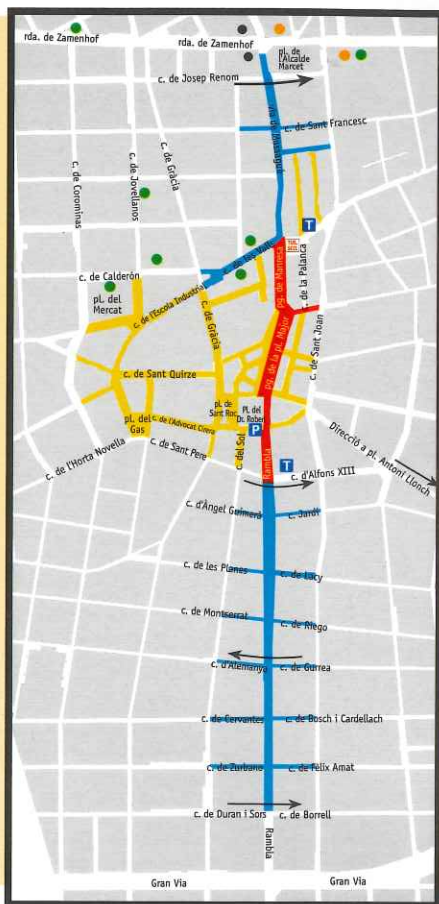 rda. de Zamenhof
rda. de Zamenhof
pl. de
l'Alcalde
Marcet
c. de Josep Renom
via de Massagué
c. de Sant Francesc
c. de Gràcia
c. de Jovellanos
c. de Coromines
T
c. de les Valls
pg. de Manresa
c. de la Palanca
c. de Calderón
pl. del
Mercat
c. de l'Escola Industrial
c. de Gràcia
pg. de la pl. Major
c. de Sant Joan
c. de Sant Quirze
pl. de
Sant Roc
Pl. del
Dr. Robert
pl. del
Gas
c. de l'Advocat Cirera
c. del Sol
P
Direcció a pl. Antoni Llonch
c. de l'Horta Novella
c. de Sant Pere
Rambla
T
c. d'Alfons XIII
c. d'Àngel Guimerà
c. Jardí
c. de les Planes
c. de Lacy
c. de Montserrat
c. de Riego
c. d'Alemanya
c. de Gurrea
c. de Cervantes
c. de Bosch i Cardellach
c. de Zurbano
c. de Fèlix Amat
c. de Duran i Sors
c. de Borrell
Rambla
Gran Via
Gran Via